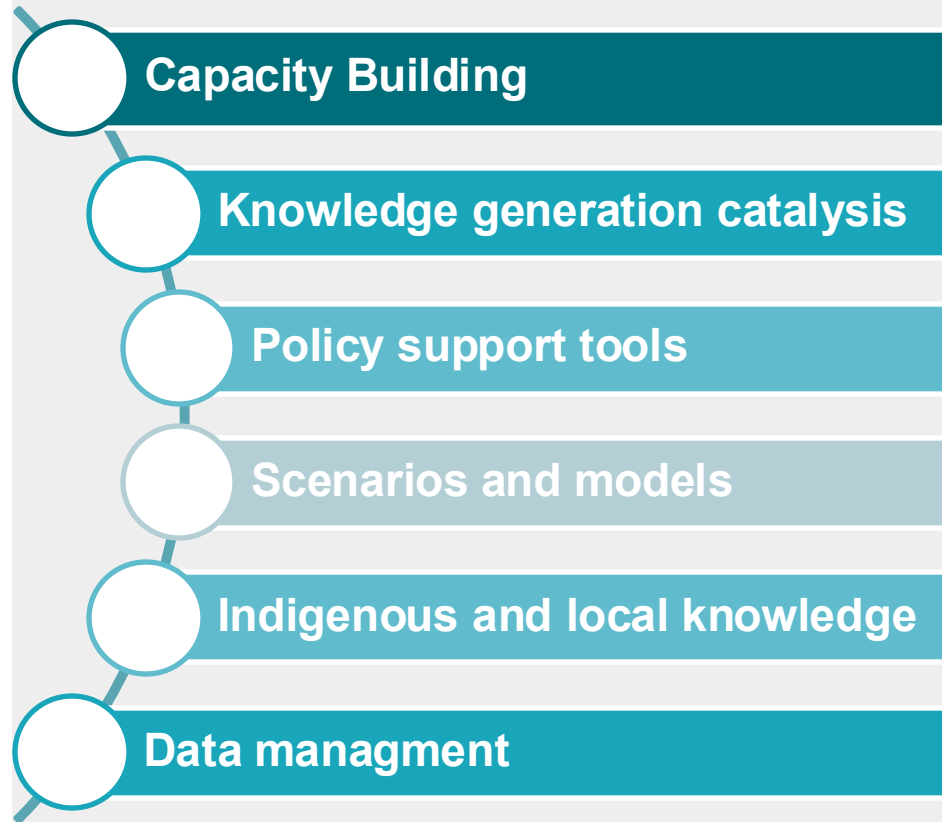 Capacity Building
Knowledge generation catalysis
Policy support tools
Scenarios and models
Indigenous and local knowledge
Data managment